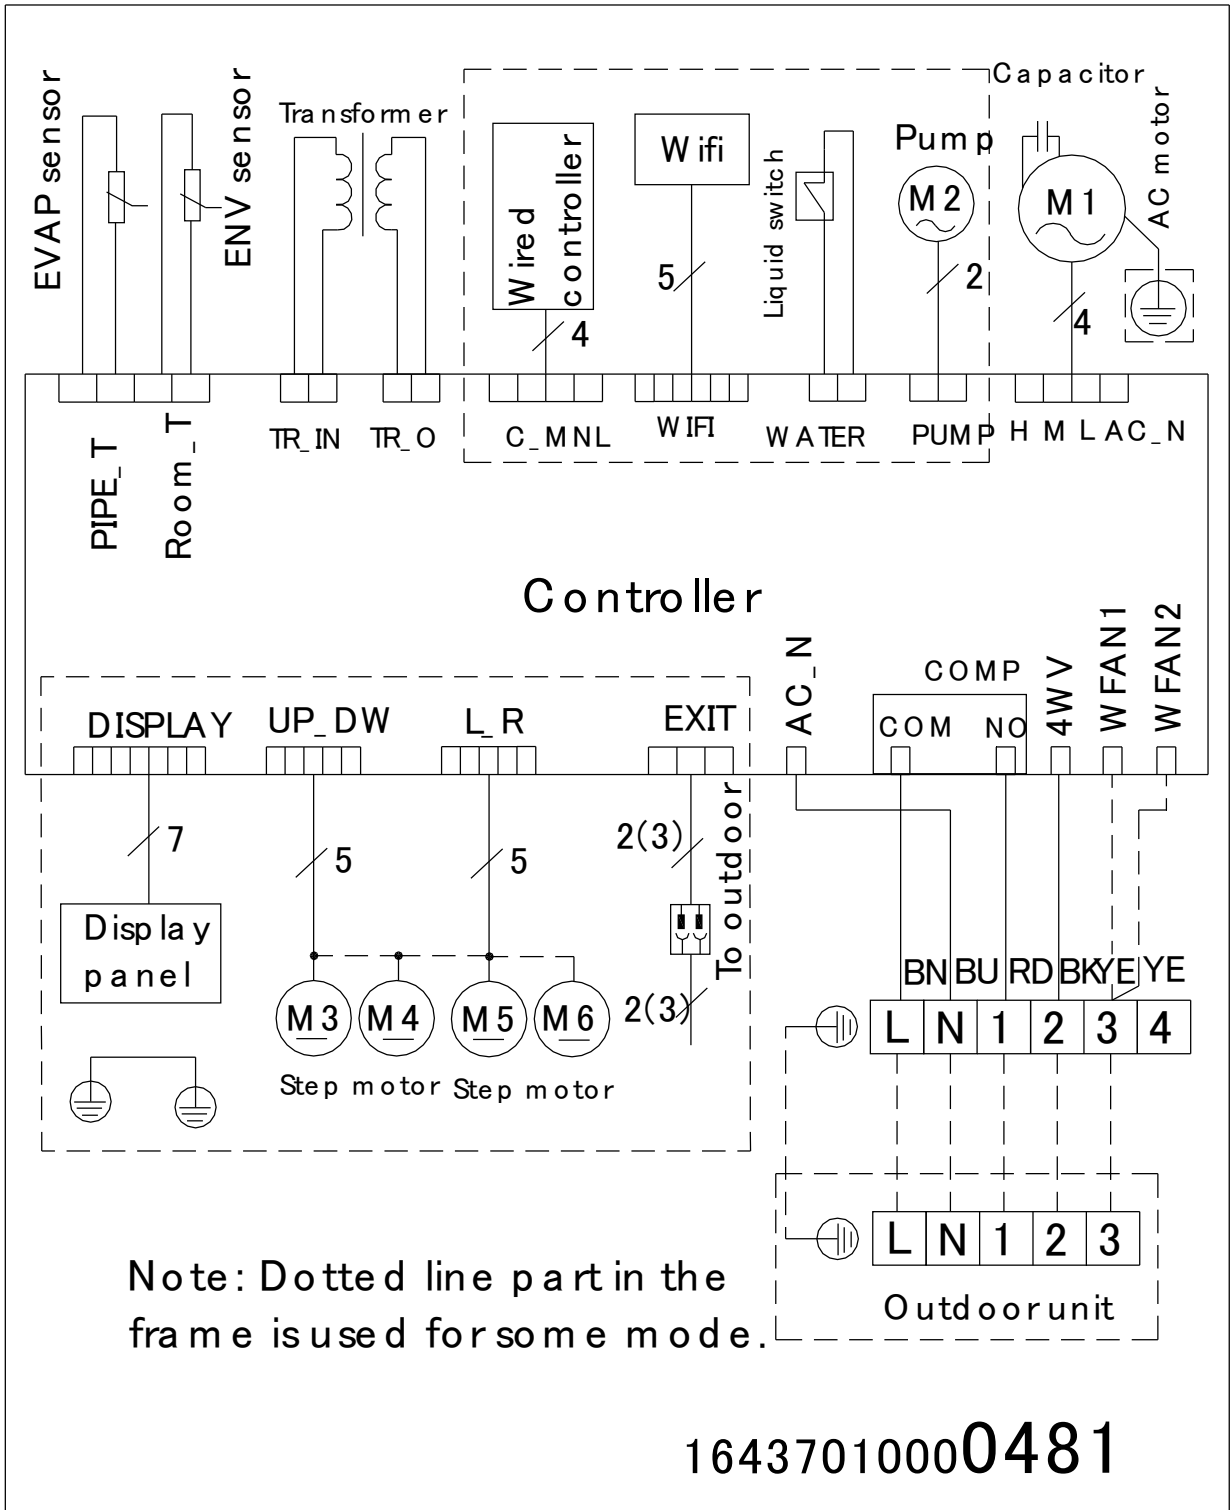 EVAP sensor
ENV sensor
Transformer
Wired
controller
4
Wifi
5
Liquid switch
Pump
M2
2
Capacitor
M1
4
AC motor
PIPE_T
Room_T
TR_IN
TR_O
C_MNL
WIFI
WATER
PUMP
H M L AC_N
Controller
DISPLAY
UP_DW
L_R
EXIT
AC_N
COMP
COM
NO
4WV
WFAN1
WFAN2
7
5
5
2(3)
To outdoor
2(3)
Display
panel
M3
M4
M5
M6
Step motor
Step motor
BN BU RD BK YE YE
L N 1 2 3 4
L N 1 2 3
Outdoor unit
Note: Dotted line part in the
frame is used for some mode.
16437010000481